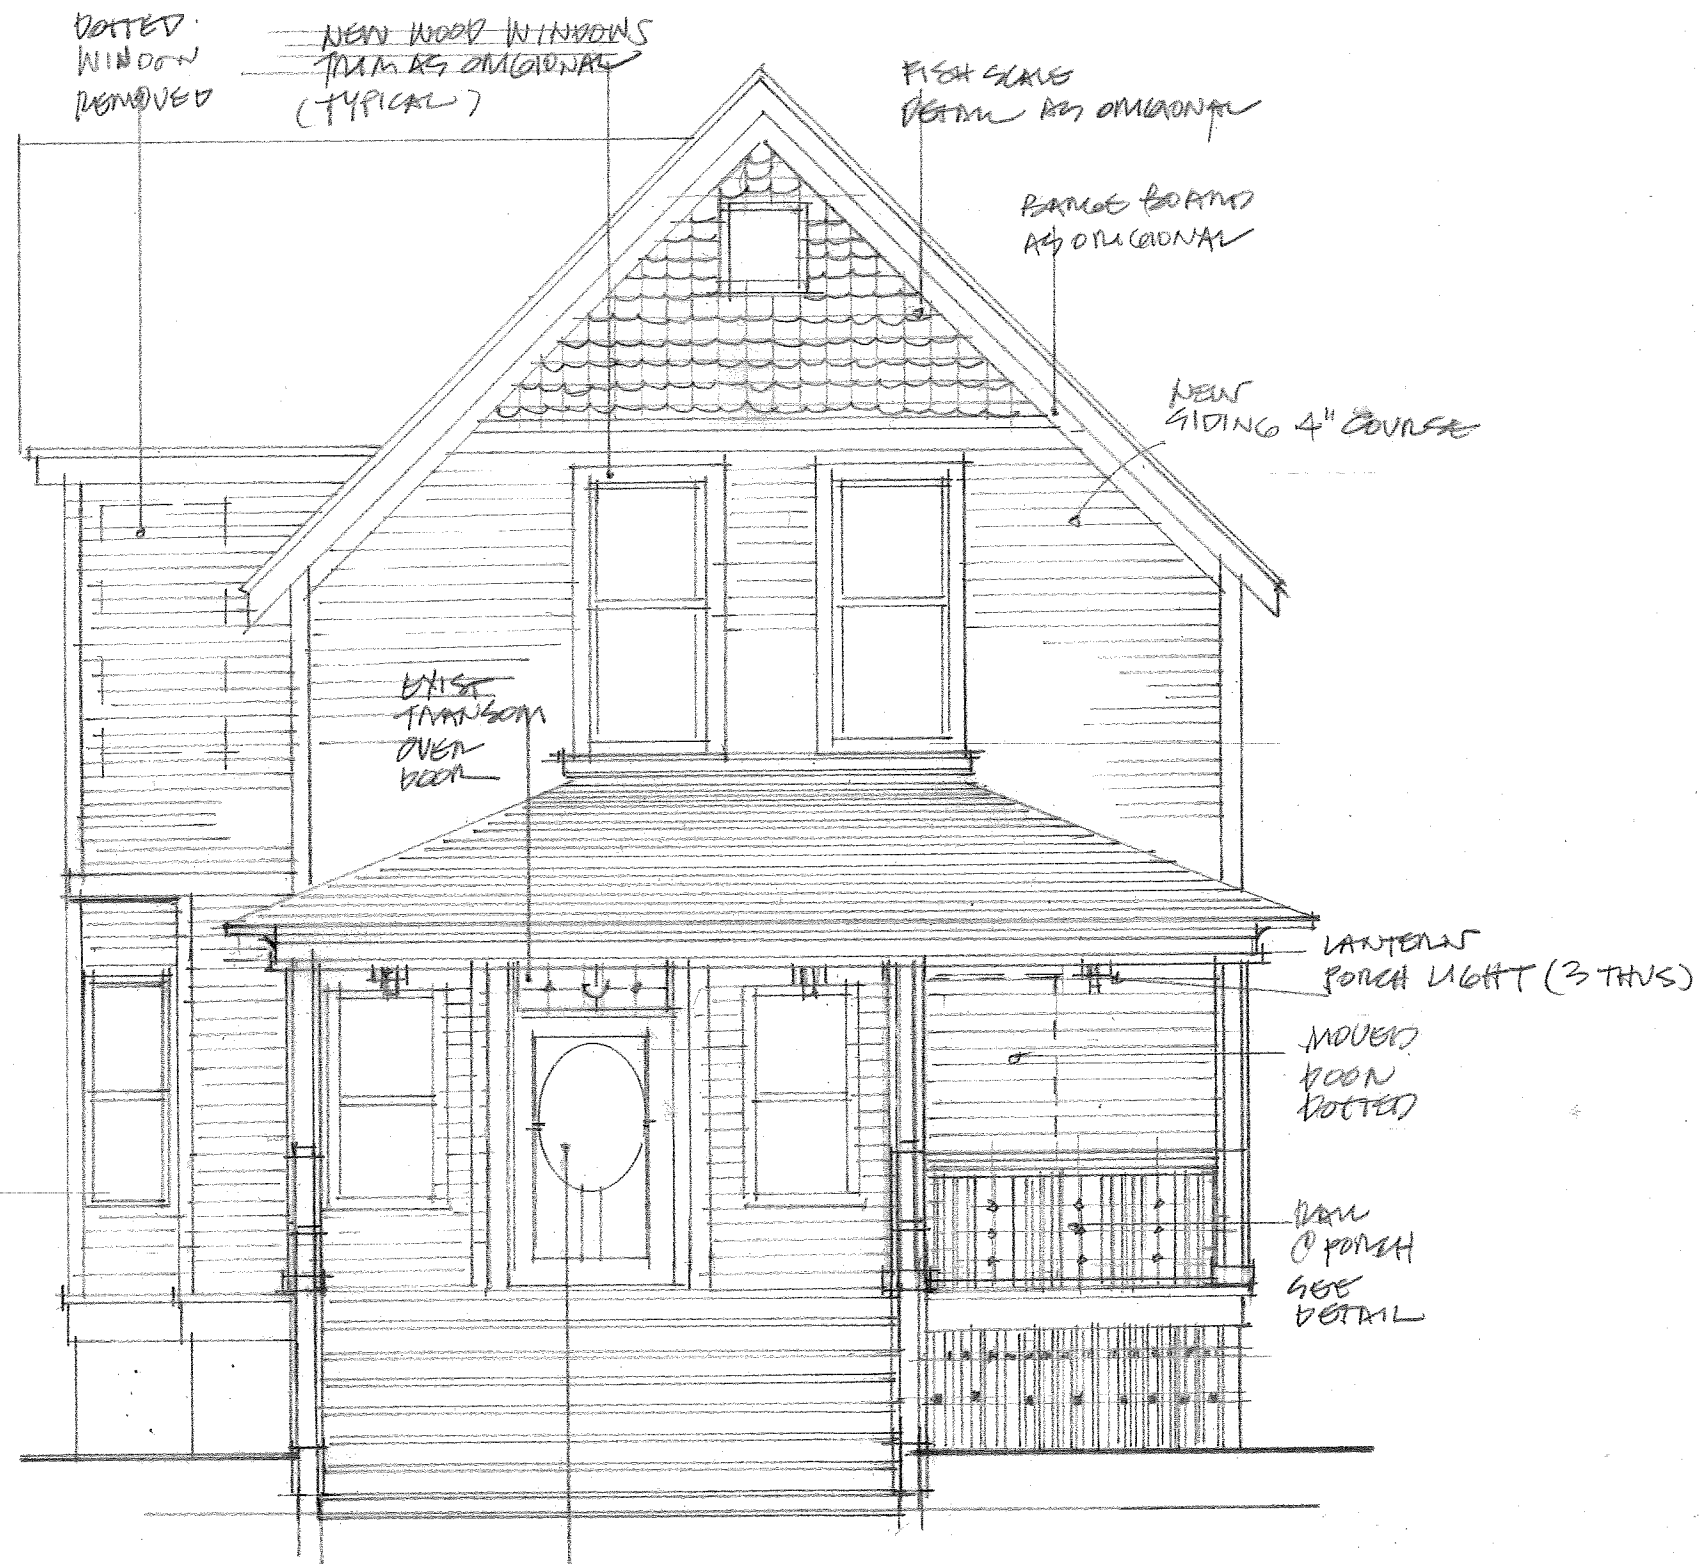 DOTTED
WINDOW
REMOVED
NEW WOOD WINDOWS
TRIM AS ORIGIONAL
(TYPICAL)
FISH SCALE
DETAIL AS ORIGIONAL
BARGE BOARD
AS ORIGIONAL
NEW
SIDING 4" COURSE
EXIST
TRANSOM
OVER
DOOR
LANTERN
PORCH LIGHT (3 THUS)
MOVED
DOOR
DOTTED
RAIL
@ PORCH
SEE
DETAIL